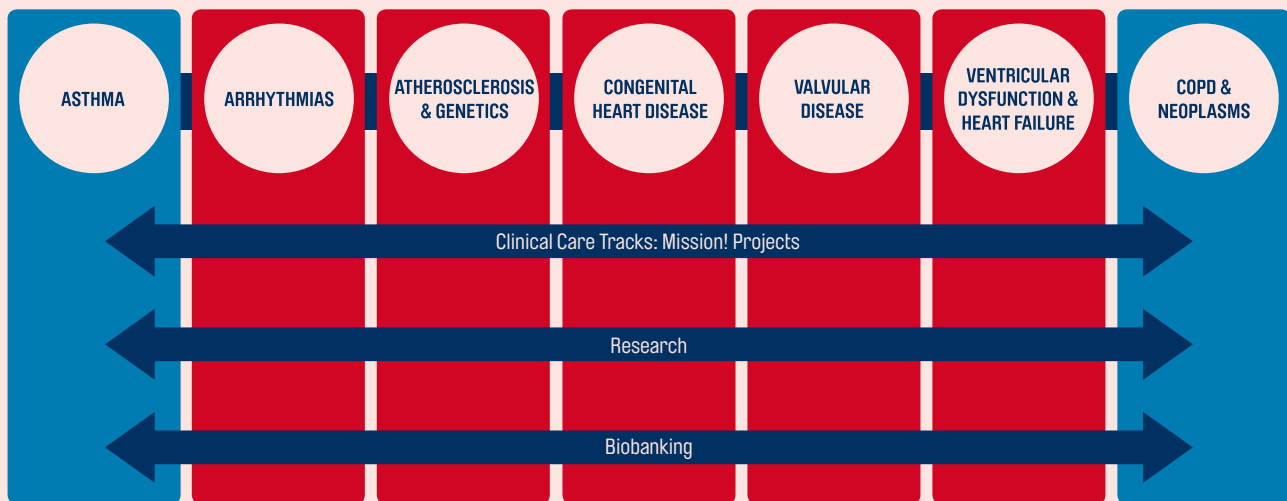 ASTHMA
ARRHYTHMIAS
ATHEROSCLEROSIS
& GENETICS
CONGENITAL
HEART DISEASE
VALVULAR
DISEASE
VENTRICULAR
DYSFUNCTION &
HEART FAILURE
COPD &
NEOPLASMS
Clinical Care Tracks: Mission! Projects
Research
Biobanking